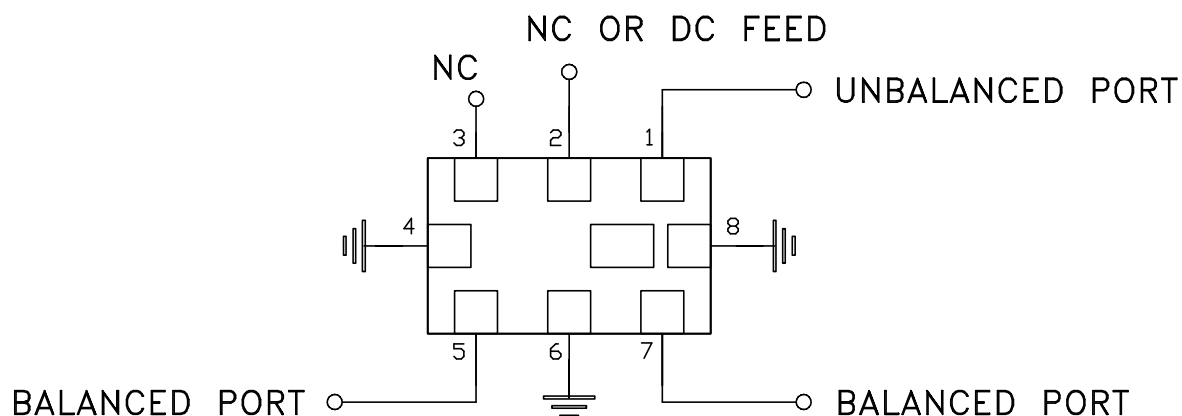 NC OR DC FEED
NC
UNBALANCED PORT
3 2 1
4 8
5 6 7
BALANCED PORT BALANCED PORT